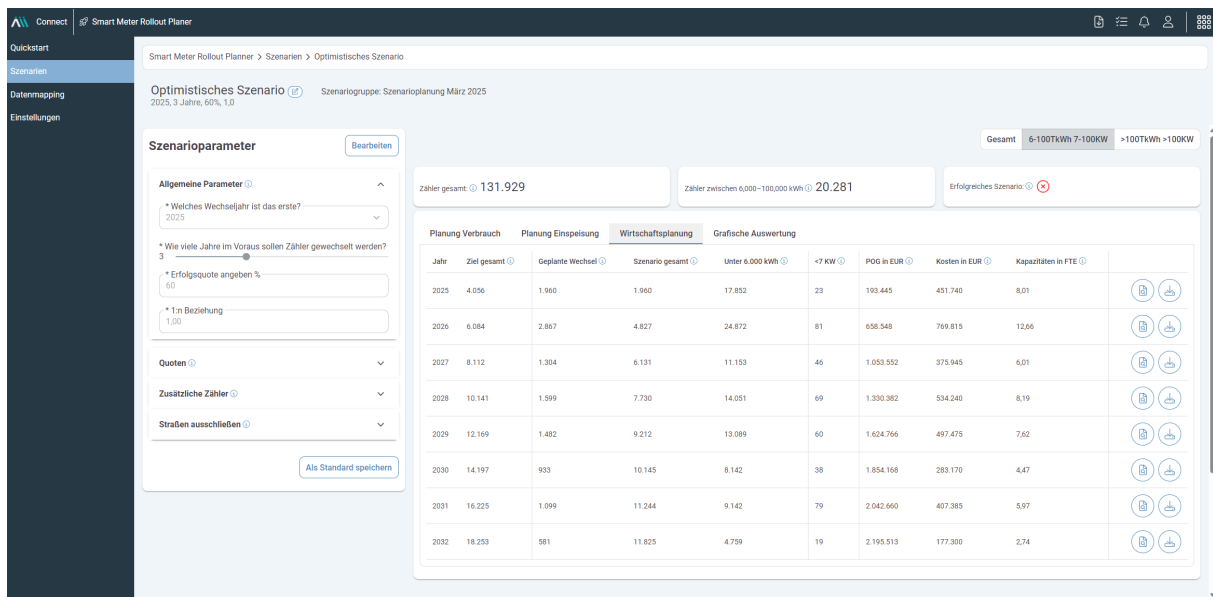 Connect Smart Meter Rollout Planer
Quickstart
Szenarien
Datenmapping
Einstellungen
Smart Meter Rollout Planner > Szenarien > Optimistisches Szenario
Optimistisches Szenario Szenariogruppe: Szenarioplanung März 2025
2025, 3 Jahre, 60%, 1,0
Szenarioparameter Bearbeiten
Allgemeine Parameter
* Welches Wechseljahr ist das erste?
2025
* Wie viele Jahre im Voraus sollen Zähler gewechselt werden?
3
* Erfolgsquote angeben %
60
* 1:n Beziehung
1,00
Quoten
Zusätzliche Zähler
Straßen ausschließen
Als Standard speichern
Gesamt 6-100TkWh 7-100KW >100TkWh >100KW
Zähler gesamt: 131.929 Zähler zwischen 6,000–100,000 kWh 20.281 Erfolgreiches Szenario:
Planung Verbrauch Planung Einspeisung Wirtschaftsplanung Grafische Auswertung
Jahr Ziel gesamt Geplante Wechsel Szenario gesamt Unter 6.000 kWh <7 KW POG in EUR Kosten in EUR Kapazitäten in FTE
2025 4.056 1.960 1.960 17.852 23 193.445 451.740 8,01
2026 6.084 2.867 4.827 24.872 81 658.548 769.815 12,66
2027 8.112 1.304 6.131 11.153 46 1.053.552 375.945 6,01
2028 10.141 1.599 7.730 14.051 69 1.330.382 534.240 8,19
2029 12.169 1.482 9.212 13.089 60 1.624.766 497.475 7,62
2030 14.197 933 10.145 8.142 38 1.854.168 283.170 4,47
2031 16.225 1.099 11.244 9.142 79 2.042.660 407.385 5,97
2032 18.253 581 11.825 4.759 19 2.195.513 177.300 2,74